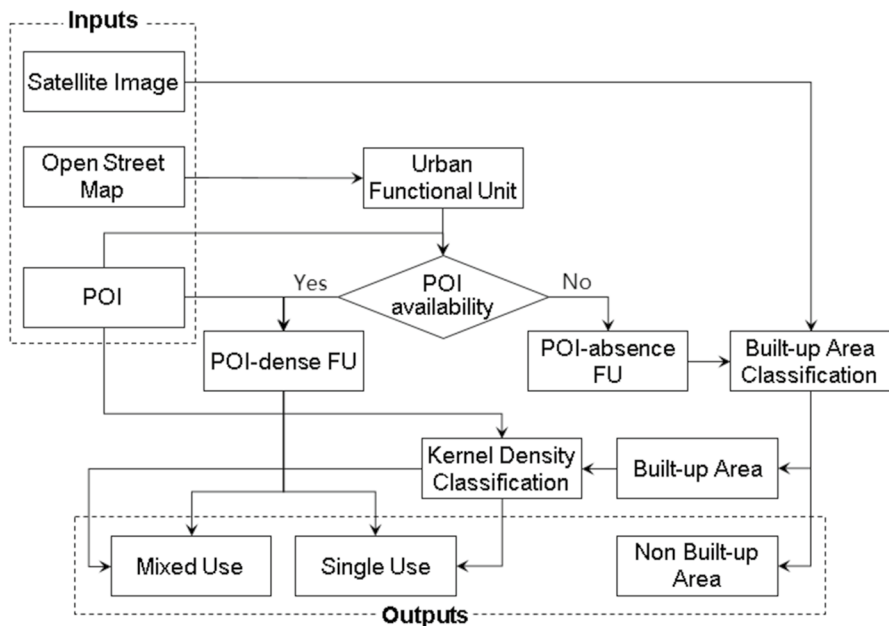 Inputs
Satellite Image
Open Street
Map
Urban
Functional Unit
POI
Yes
POI
availability
No
POI-dense FU
POI-absence
FU
Built-up Area
Classification
Kernel Density
Classification
Built-up Area
Mixed Use
Single Use
Non Built-up
Area
Outputs